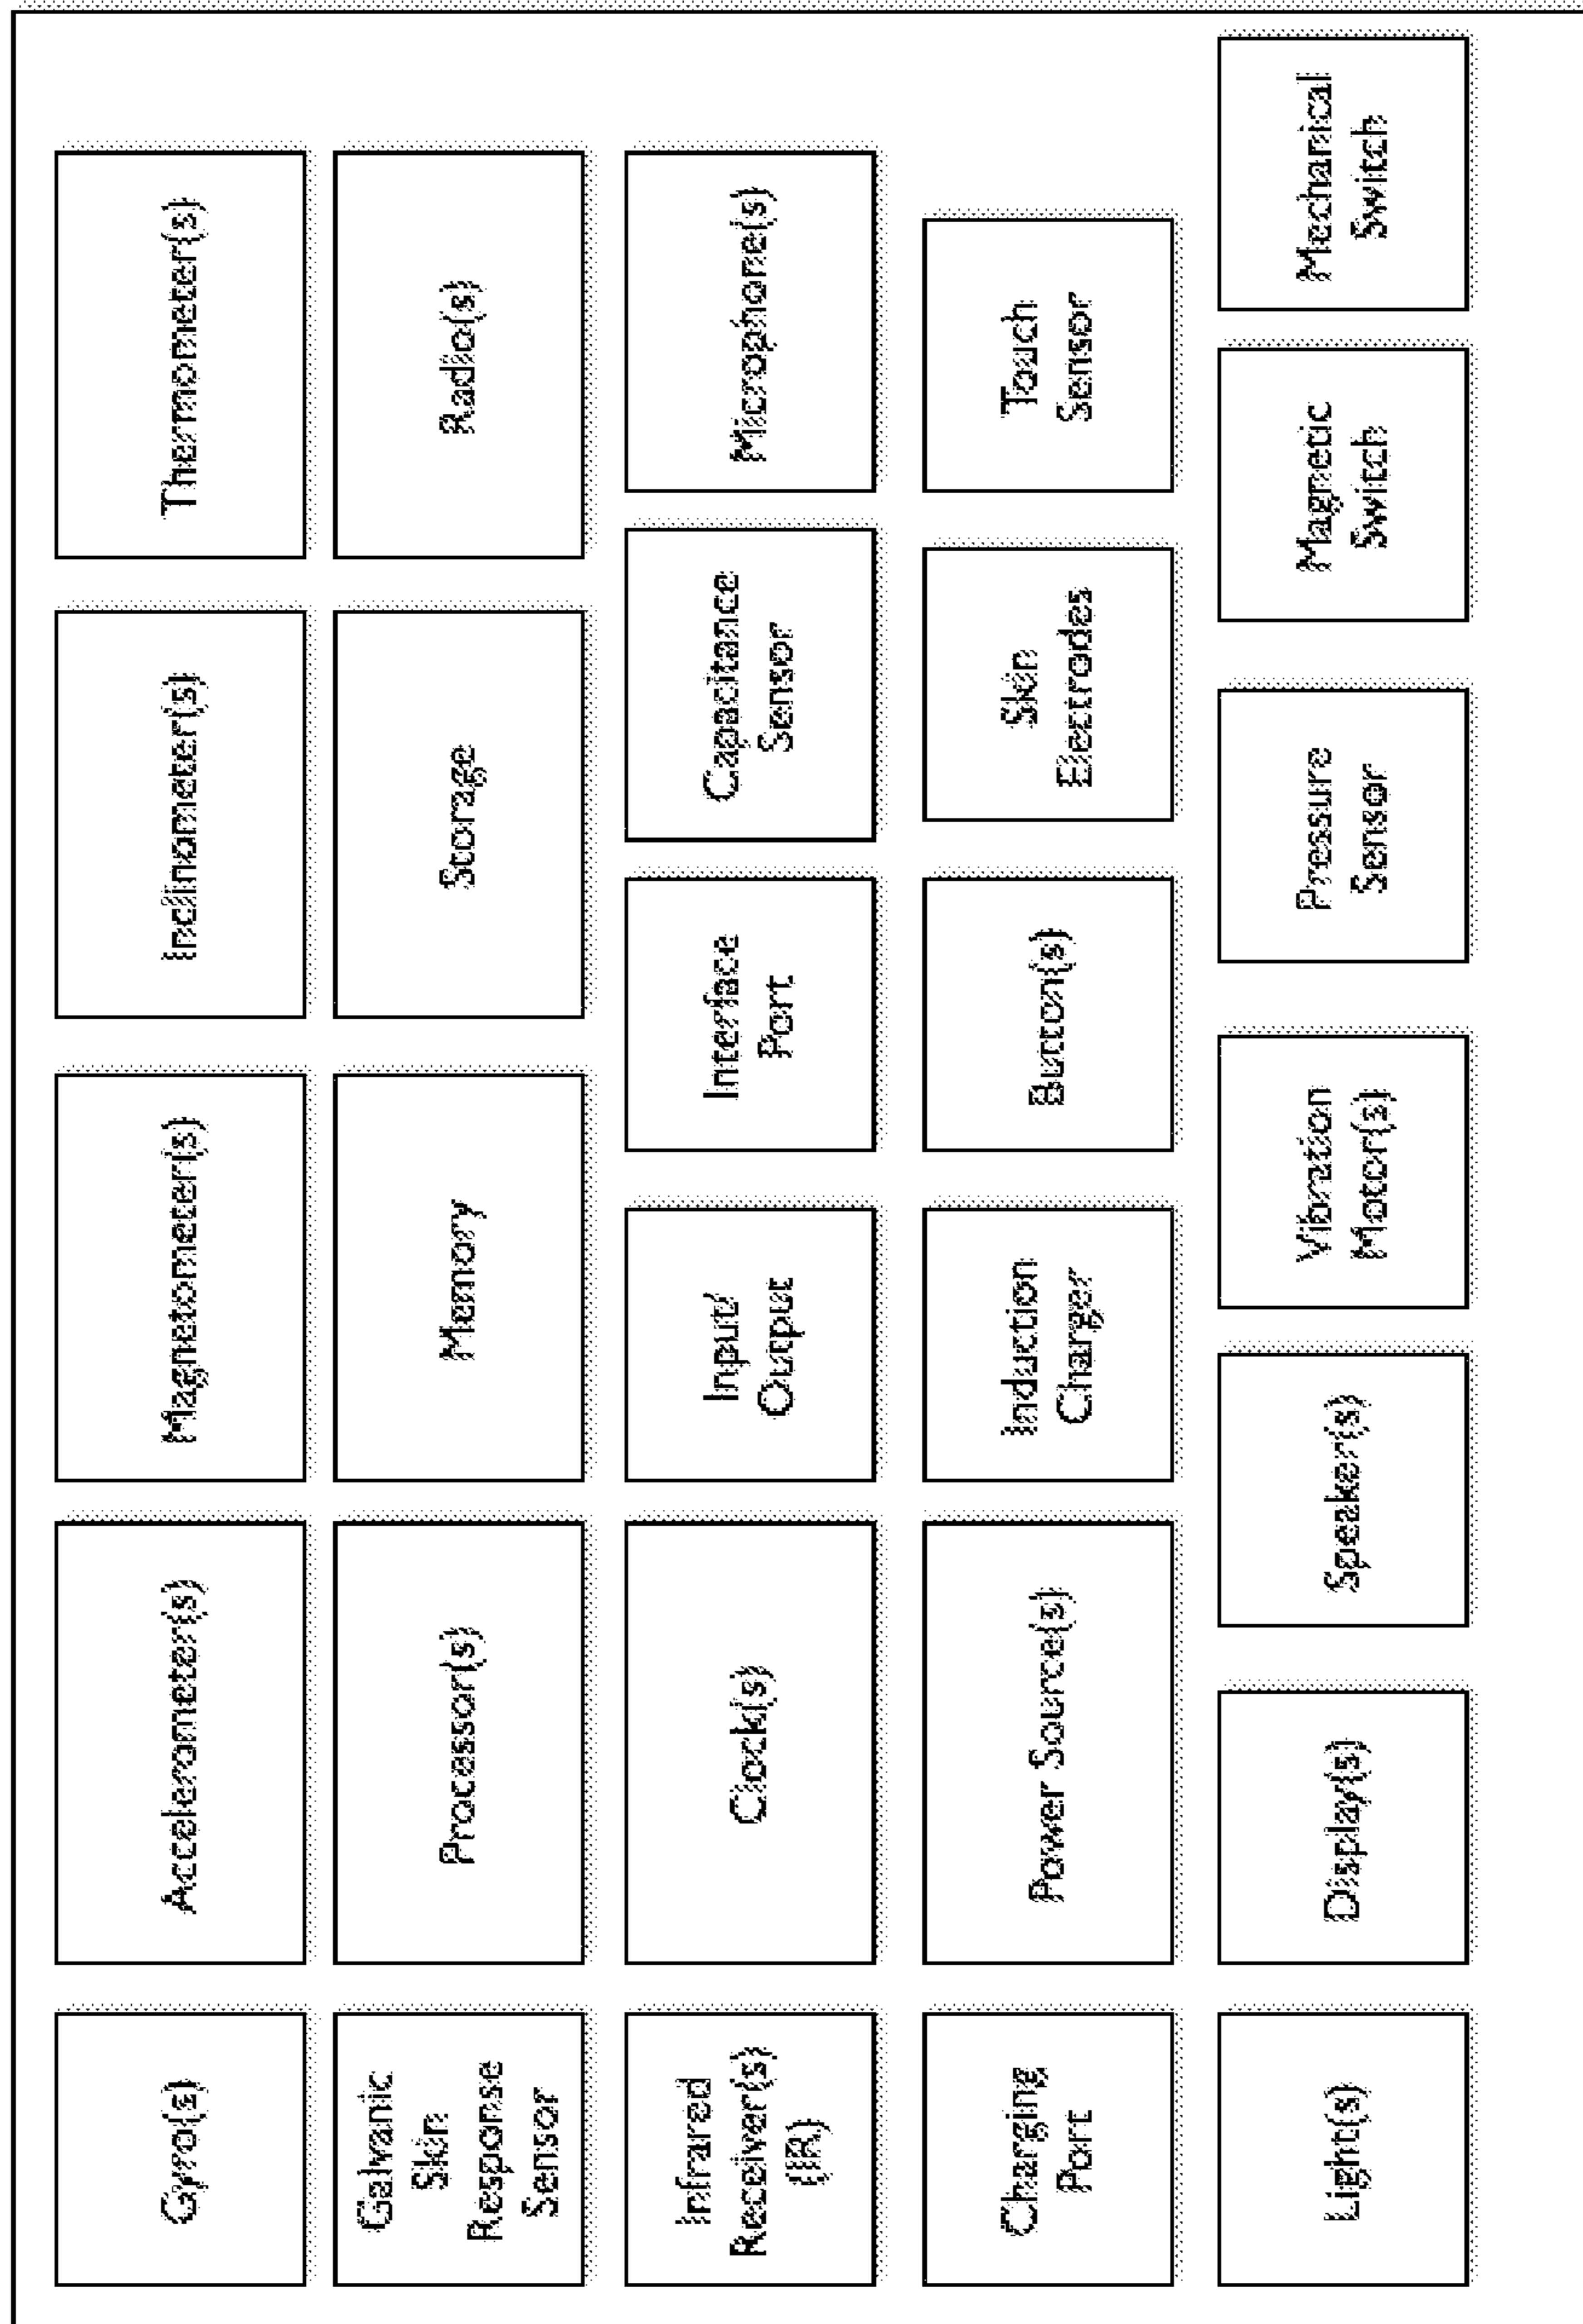 Gyro(s)
Accelerometer(s)
Magnetometer(s)
Inclinometer(s)
Thermometer(s)
Galvanic
Skin
Response
Sensor
Processor(s)
Memory
Storage
Radio(s)
Infrared
Receiver(s)
(IR)
Clock(s)
Input/
Output
Interface
Port
Capacitance
Sensor
Microphone(s)
Charging
Port
Power Source(s)
Induction
Charger
Button(s)
Skin
Electrodes
Touch
Sensor
Light(s)
Display(s)
Speaker(s)
Vibration
Motor(s)
Pressure
Sensor
Magnetic
Switch
Mechanical
Switch